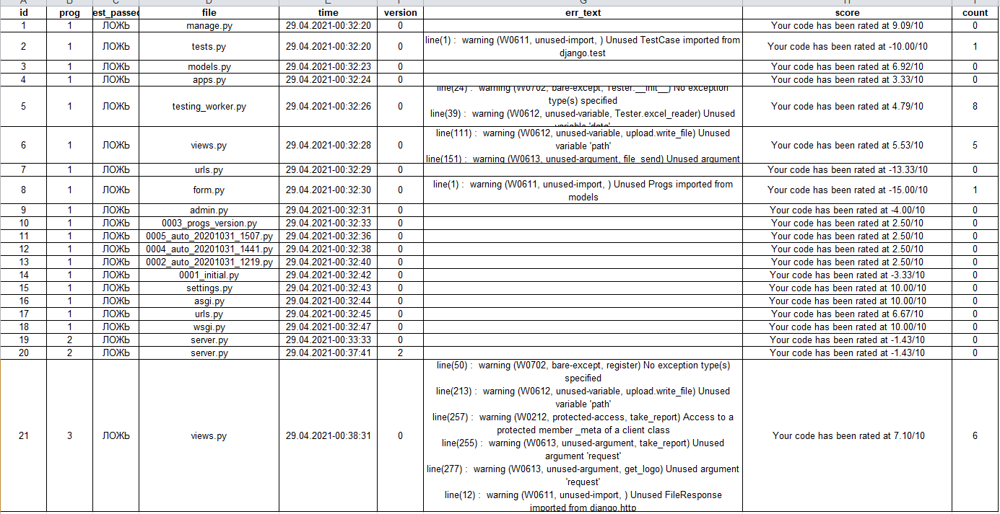 id prog est_passed file time version err_text score count
1 1 ЛОЖЬ manage.py 29.04.2021-00:32:20 0 Your code has been rated at 9.09/10 0
2 1 ЛОЖЬ tests.py 29.04.2021-00:32:20 0 line(1) : warning (W0611, unused-import, ) Unused TestCase imported from Your code has been rated at -10.00/10 1
django.test
3 1 ЛОЖЬ models.py 29.04.2021-00:32:23 0 Your code has been rated at 6.92/10 0
4 1 ЛОЖЬ apps.py 29.04.2021-00:32:24 0 Your code has been rated at 3.33/10 0
line(24) : warning (W0702, bare-except, Tester.__init__) No exception
5 1 ЛОЖЬ testing_worker.py 29.04.2021-00:32:26 0 type(s) specified Your code has been rated at 4.79/10 8
line(39) : warning (W0612, unused-variable, Tester.excel_reader) Unused
variable 'data'
line(111) : warning (W0612, unused-variable, upload.write_file) Unused
6 1 ЛОЖЬ views.py 29.04.2021-00:32:28 0 variable 'path' Your code has been rated at 5.53/10 5
line(151) : warning (W0613, unused-argument, file_send) Unused argument
7 1 ЛОЖЬ urls.py 29.04.2021-00:32:29 0 Your code has been rated at -13.33/10 0
8 1 ЛОЖЬ form.py 29.04.2021-00:32:30 0 line(1) : warning (W0611, unused-import, ) Unused Progs imported from Your code has been rated at -15.00/10 1
models
9 1 ЛОЖЬ admin.py 29.04.2021-00:32:31 0 Your code has been rated at -4.00/10 0
10 1 ЛОЖЬ 0003_progs_version.py 29.04.2021-00:32:33 0 Your code has been rated at 2.50/10 0
11 1 ЛОЖЬ 0005_auto_20201031_1507.py 29.04.2021-00:32:36 0 Your code has been rated at 2.50/10 0
12 1 ЛОЖЬ 0004_auto_20201031_1441.py 29.04.2021-00:32:38 0 Your code has been rated at 2.50/10 0
13 1 ЛОЖЬ 0002_auto_20201031_1219.py 29.04.2021-00:32:40 0 Your code has been rated at 2.50/10 0
14 1 ЛОЖЬ 0001_initial.py 29.04.2021-00:32:42 0 Your code has been rated at -3.33/10 0
15 1 ЛОЖЬ settings.py 29.04.2021-00:32:43 0 Your code has been rated at 10.00/10 0
16 1 ЛОЖЬ asgi.py 29.04.2021-00:32:44 0 Your code has been rated at 10.00/10 0
17 1 ЛОЖЬ urls.py 29.04.2021-00:32:45 0 Your code has been rated at 6.67/10 0
18 1 ЛОЖЬ wsgi.py 29.04.2021-00:32:47 0 Your code has been rated at 10.00/10 0
19 2 ЛОЖЬ server.py 29.04.2021-00:33:33 0 Your code has been rated at -1.43/10 0
20 2 ЛОЖЬ server.py 29.04.2021-00:37:41 2 Your code has been rated at -1.43/10 0
line(50) : warning (W0702, bare-except, register) No exception type(s)
specified
line(213) : warning (W0612, unused-variable, upload.write_file) Unused
variable 'path'
line(257) : warning (W0212, protected-access, take_report) Access to a
protected member _meta of a client class
21 3 ЛОЖЬ views.py 29.04.2021-00:38:31 0 line(255) : warning (W0613, unused-argument, take_report) Unused Your code has been rated at 7.10/10 6
argument 'request'
line(277) : warning (W0613, unused-argument, get_logo) Unused argument
'request'
line(12) : warning (W0611, unused-import, ) Unused FileResponse
imported from django.http